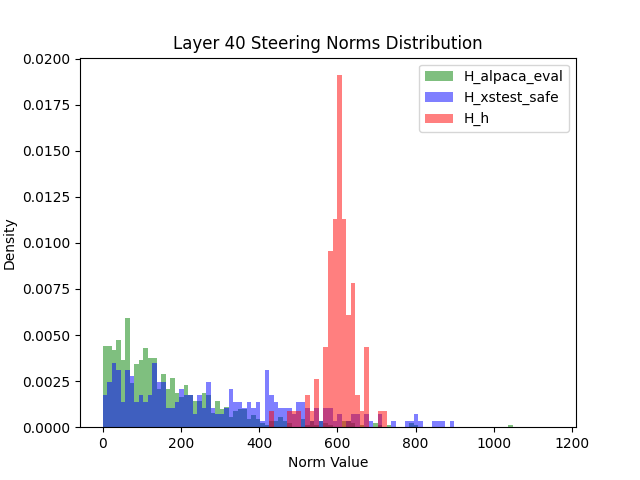 Layer 40 Steering Norms Distribution
0.0200
0.0175
0.0150
0.0125
0.0100
0.0075
0.0050
0.0025
0.0000
Density
H_alpaca_eval
H_xstest_safe
H_h
0 200 400 600 800 1000 1200
Norm Value